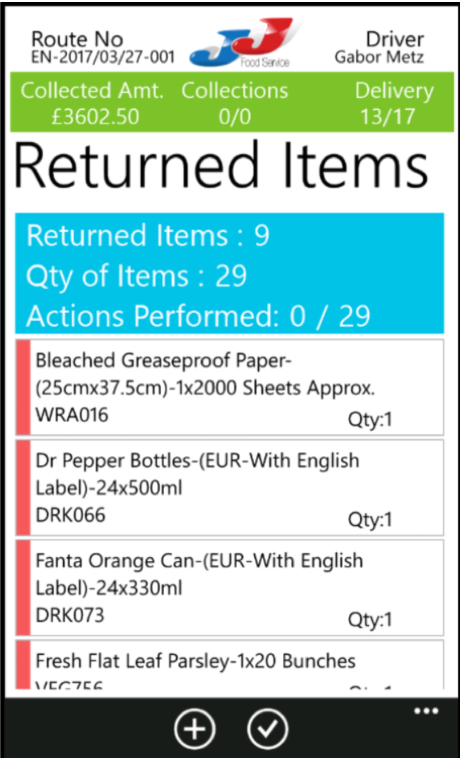 Route No
EN-2017/03/27-001
JJ
Food Service
Driver
Gabor Metz
Collected Amt.
£3602.50
Collections
0/0
Delivery
13/17
Returned Items
Returned Items : 9
Qty of Items : 29
Actions Performed: 0 / 29
Bleached Greaseproof Paper-
(25cmx37.5cm)-1x2000 Sheets Approx.
WRA016
Qty:1
Dr Pepper Bottles-(EUR-With English
Label)-24x500ml
DRK066
Qty:1
Fanta Orange Can-(EUR-With English
Label)-24x330ml
DRK073
Qty:1
Fresh Flat Leaf Parsley-1x20 Bunches
VEG756